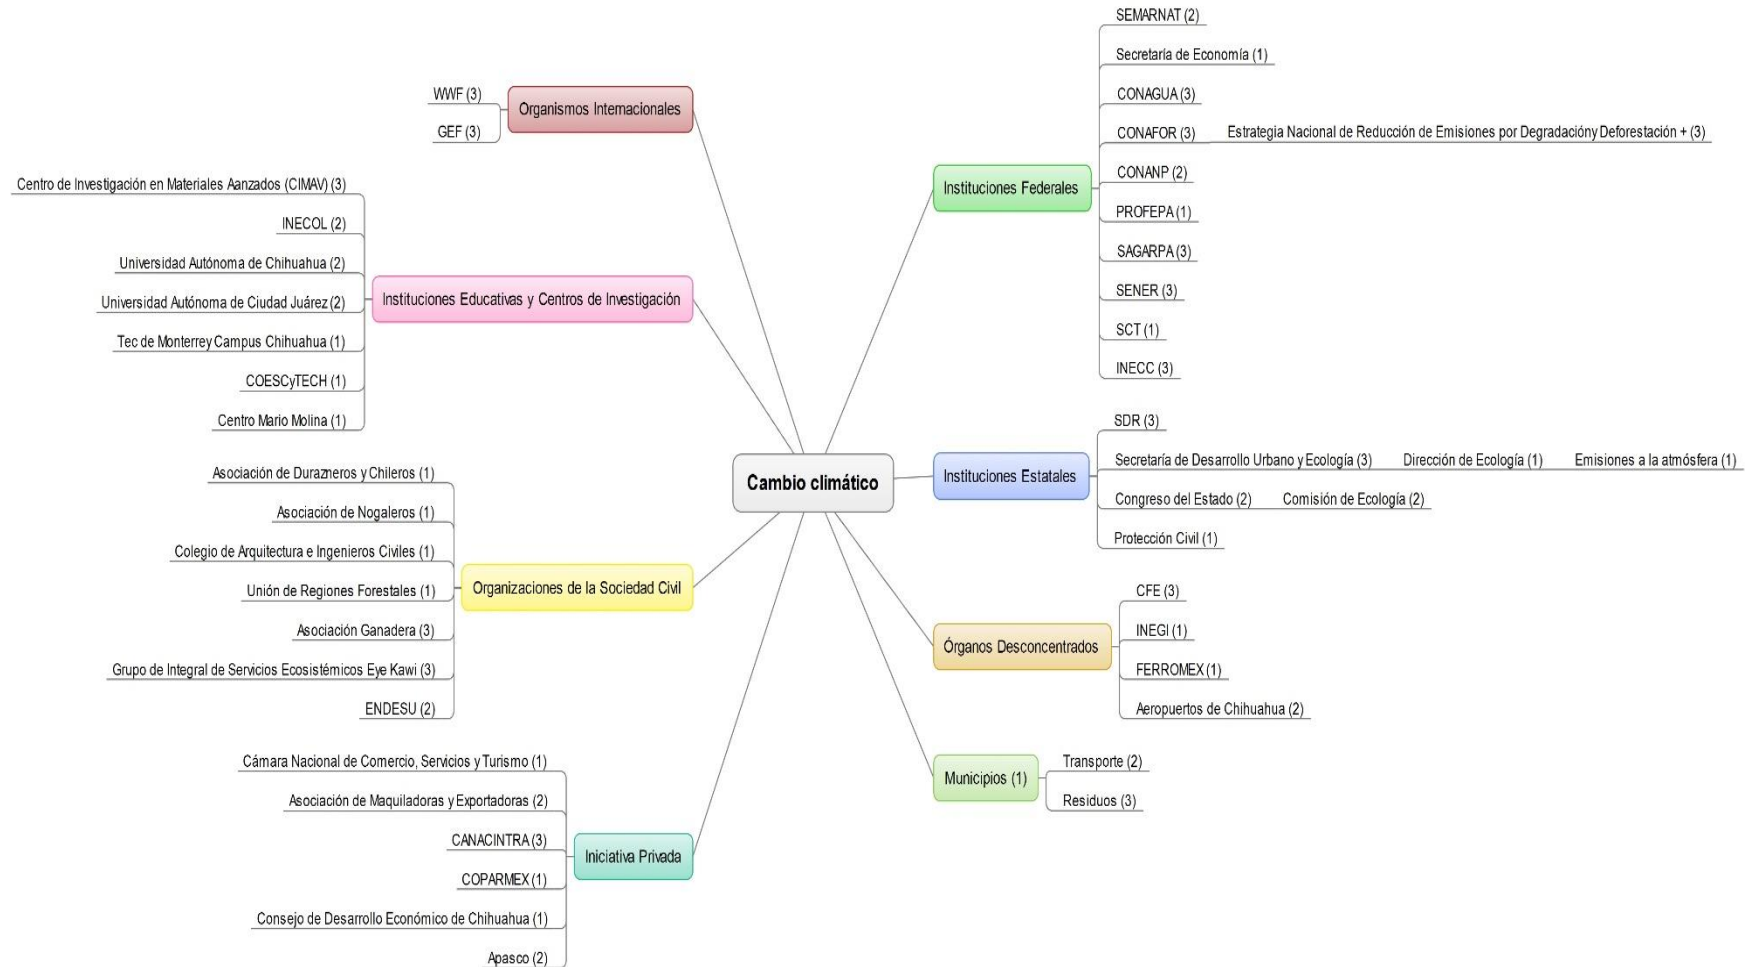 Cambio climático
Organismos Internacionales
WWF (3)
GEF (3)
Instituciones Educativas y Centros de Investigación
Centro de Investigación en Materiales Aanzados (CIMAV) (3)
INECOL (2)
Universidad Autónoma de Chihuahua (2)
Universidad Autónoma de Ciudad Juárez (2)
Tec de Monterrey Campus Chihuahua (1)
COESCyTECH (1)
Centro Mario Molina (1)
Organizaciones de la Sociedad Civil
Asociación de Durazneros y Chileros (1)
Asociación de Nogaleros (1)
Colegio de Arquitectura e Ingenieros Civiles (1)
Unión de Regiones Forestales (1)
Asociación Ganadera (3)
Grupo de Integral de Servicios Ecosistémicos Eye Kawi (3)
ENDESU (2)
Iniciativa Privada
Cámara Nacional de Comercio, Servicios y Turismo (1)
Asociación de Maquiladoras y Exportadoras (2)
CANACINTRA (3)
COPARMEX (1)
Consejo de Desarrollo Económico de Chihuahua (1)
Apasco (2)
Instituciones Federales
SEMARNAT (2)
Secretaría de Economía (1)
CONAGUA (3)
CONAFOR (3)
Estrategia Nacional de Reducción de Emisiones por Degradacióny Deforestación + (3)
CONANP (2)
PROFEPA (1)
SAGARPA (3)
SENER (3)
SCT (1)
INECC (3)
Instituciones Estatales
SDR (3)
Secretaría de Desarrollo Urbano y Ecología (3)
Dirección de Ecología (1)
Emisiones a la atmósfera (1)
Congreso del Estado (2)
Comisión de Ecología (2)
Protección Civil (1)
Órganos Desconcentrados
CFE (3)
INEGI (1)
FERROMEX (1)
Aeropuertos de Chihuahua (2)
Municipios (1)
Transporte (2)
Residuos (3)